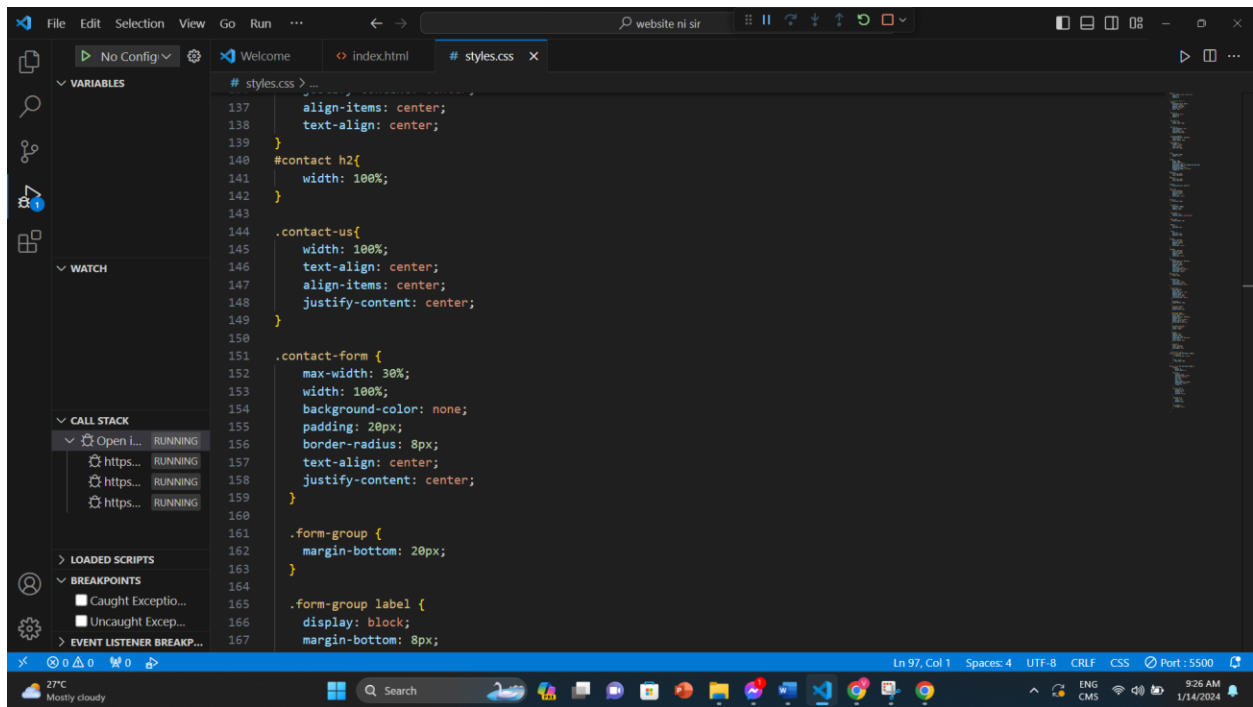 File Edit Selection View Go Run ··· website ni sir
No Config Welcome index.html # styles.css
VARIABLES
# styles.css > ...
137 align-items: center;
138 text-align: center;
139 }
140 #contact h2{
141 width: 100%;
142 }
143
144 .contact-us{
145 width: 100%;
146 text-align: center;
WATCH
147 align-items: center;
148 justify-content: center;
149 }
150
151 .contact-form {
152 max-width: 30%;
153 width: 100%;
154 background-color: none;
CALL STACK
155 padding: 20px;
Open i... RUNNING
156 border-radius: 8px;
https... RUNNING
157 text-align: center;
https... RUNNING
158 justify-content: center;
https... RUNNING
159 }
160
161 .form-group {
LOADED SCRIPTS
162 margin-bottom: 20px;
BREAKPOINTS
163 }
164
Caught Exceptio...
165 .form-group label {
Uncaught Excep...
166 display: block;
EVENT LISTENER BREAKP...
167 margin-bottom: 8px;
1
0 0 0 Ln 97, Col 1 Spaces: 4 UTF-8 CRLF CSS Port : 5500
27°C
Mostly cloudy
Search
ENG
CMS
9:26 AM
1/14/2024